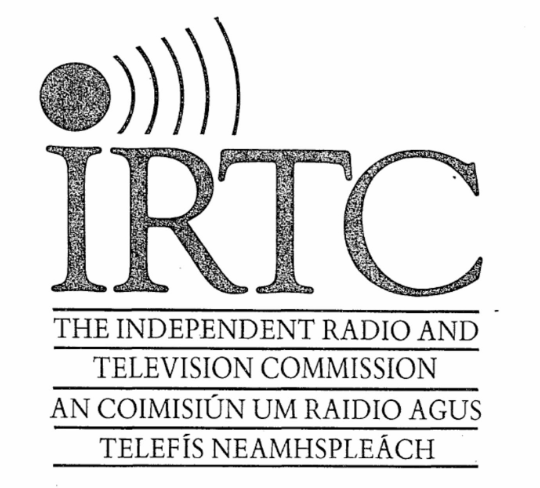 IRTC
THE INDEPENDENT RADIO AND
TELEVISION COMMISSION
AN COIMISIÚN UM RAIDIO AGUS
TELEFÍS NEAMHSPLEÁCH